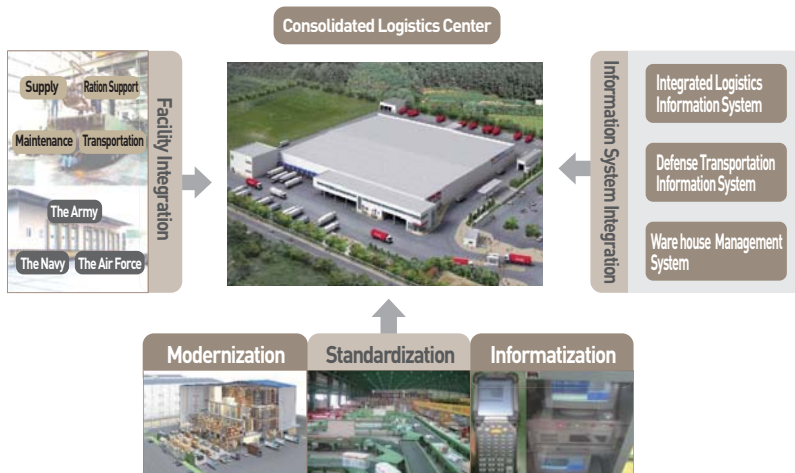 Consolidated Logistics Center
Supply
Ration Support
Maintenance
Transportation
The Army
The Navy
The Air Force
Facility Integration
Information System Integration
Integrated Logistics
Information System
Defense Transportation
Information System
Ware house Management
System
Modernization
Standardization
Informatization